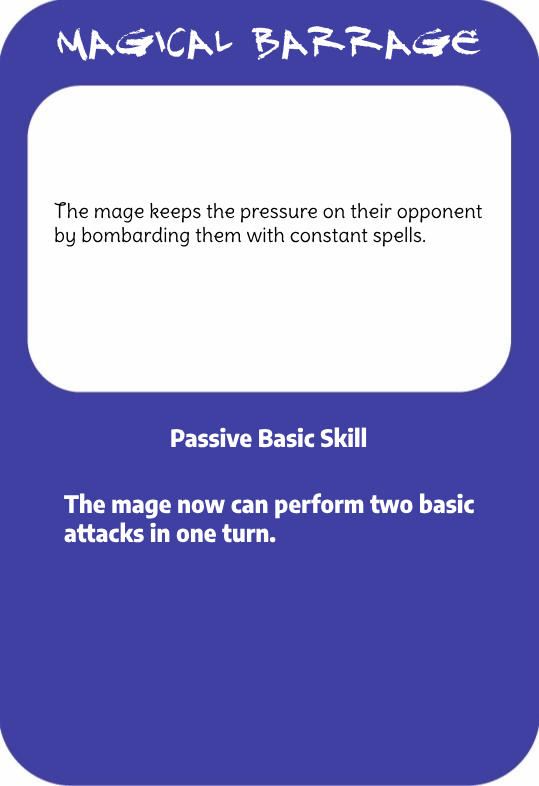 MAGICAL BARRAGE
The mage keeps the pressure on their opponent
by bombarding them with constant spells.
Passive Basic Skill
The mage now can perform two basic
attacks in one turn.